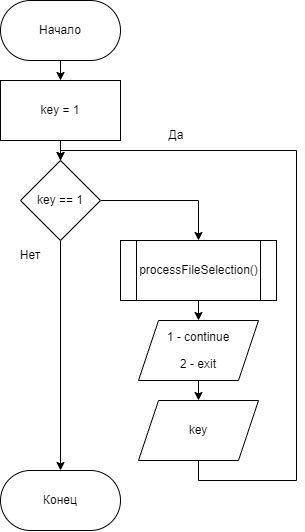 Начало
key = 1
Да
key == 1
Нет
processFileSelection()
1 - continue
2 - exit
key
Конец